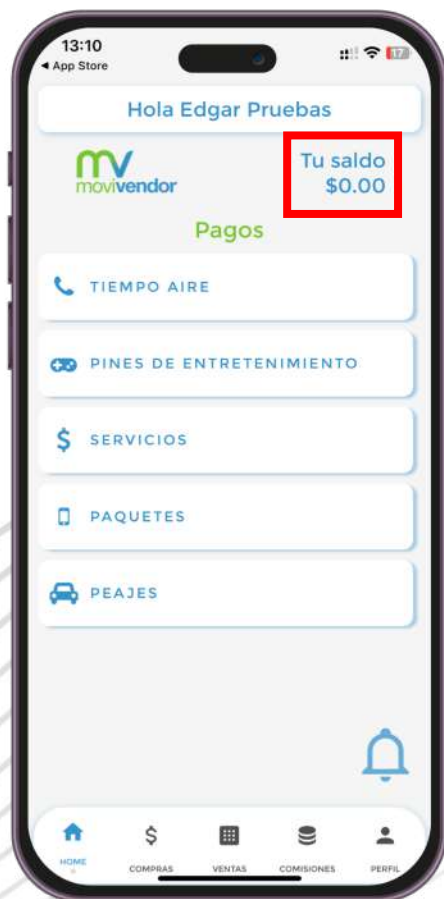 13:10
◀ App Store
17
Hola Edgar Pruebas
mv
movivendor
Tu saldo
$0.00
Pagos
TIEMPO AIRE
PINES DE ENTRETENIMIENTO
$ SERVICIOS
PAQUETES
PEAJES
$
HOME
COMPRAS
VENTAS
COMISIONES
PERFIL